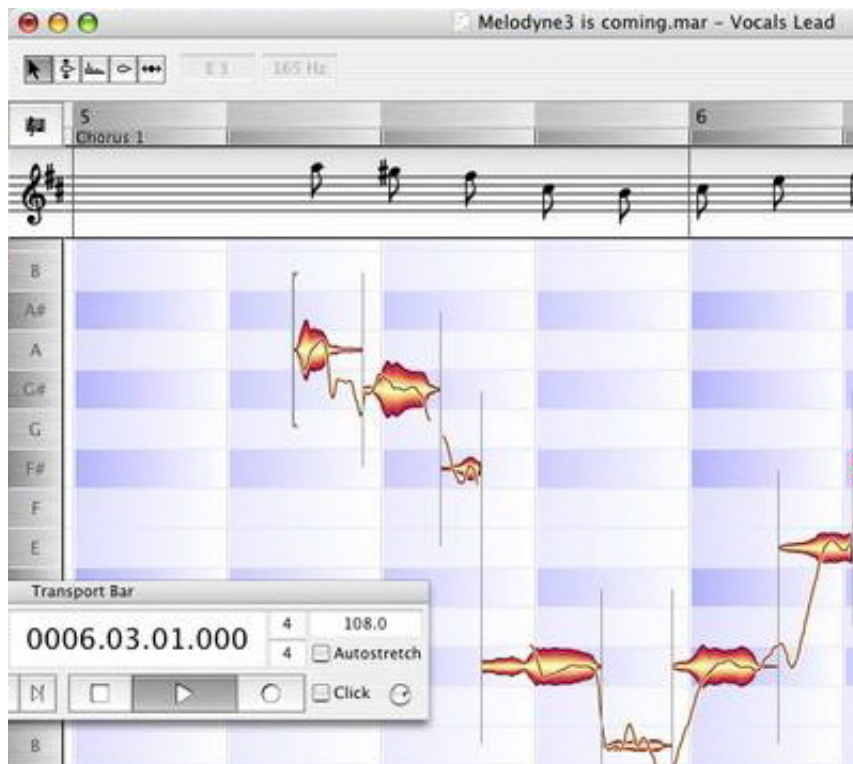 Melodyne3 is coming.mar – Vocals Lead
E 3 165 Hz
5 6
Chorus 1
B
A#
A
G#
G
F#
F
E
Transport Bar
0006.03.01.000 4 108.0
4 Autostretch
Click
B